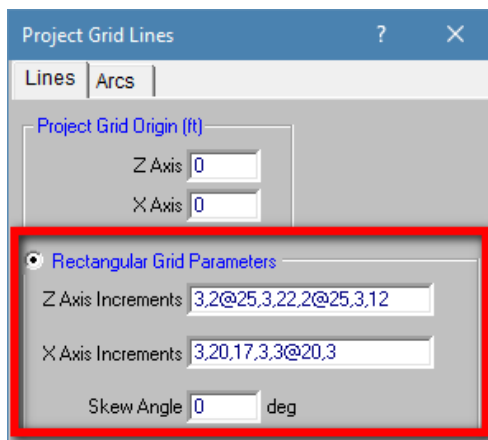 Project Grid Lines ? ×
Lines Arcs
Project Grid Origin (ft)
Z Axis 0
X Axis 0
Rectangular Grid Parameters
Z Axis Increments 3,2@25,3,22,2@25,3,12
X Axis Increments 3,20,17,3,3@20,3
Skew Angle 0 deg